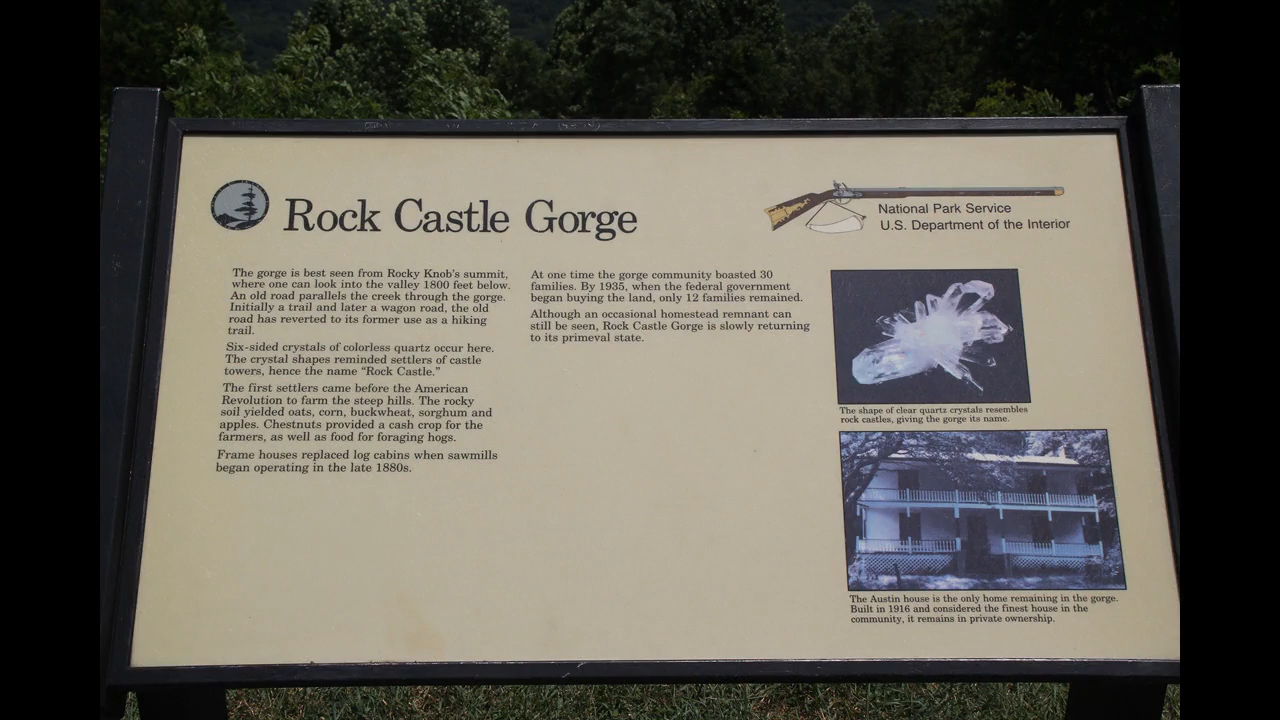 Rock Castle Gorge
National Park Service
U.S. Department of the Interior
The gorge is best seen from Rocky Knob's summit,
where one can look into the valley 1800 feet below.
An old road parallels the creek through the gorge.
Initially a trail and later a wagon road, the old
road has reverted to its former use as a hiking
trail.
Six-sided crystals of colorless quartz occur here.
The crystal shapes reminded settlers of castle
towers, hence the name “Rock Castle.”
The first settlers came before the American
Revolution to farm the steep hills. The rocky
soil yielded oats, corn, buckwheat, sorghum and
apples. Chestnuts provided a cash crop for the
farmers, as well as food for foraging hogs.
Frame houses replaced log cabins when sawmills
began operating in the late 1880s.
At one time the gorge community boasted 30
families. By 1935, when the federal government
began buying the land, only 12 families remained.
Although an occasional homestead remnant can
still be seen, Rock Castle Gorge is slowly returning
to its primeval state.
The shape of clear quartz crystals resembles
rock castles, giving the gorge its name.
The Austin house is the only home remaining in the gorge.
Built in 1916 and considered the finest house in the
community, it remains in private ownership.